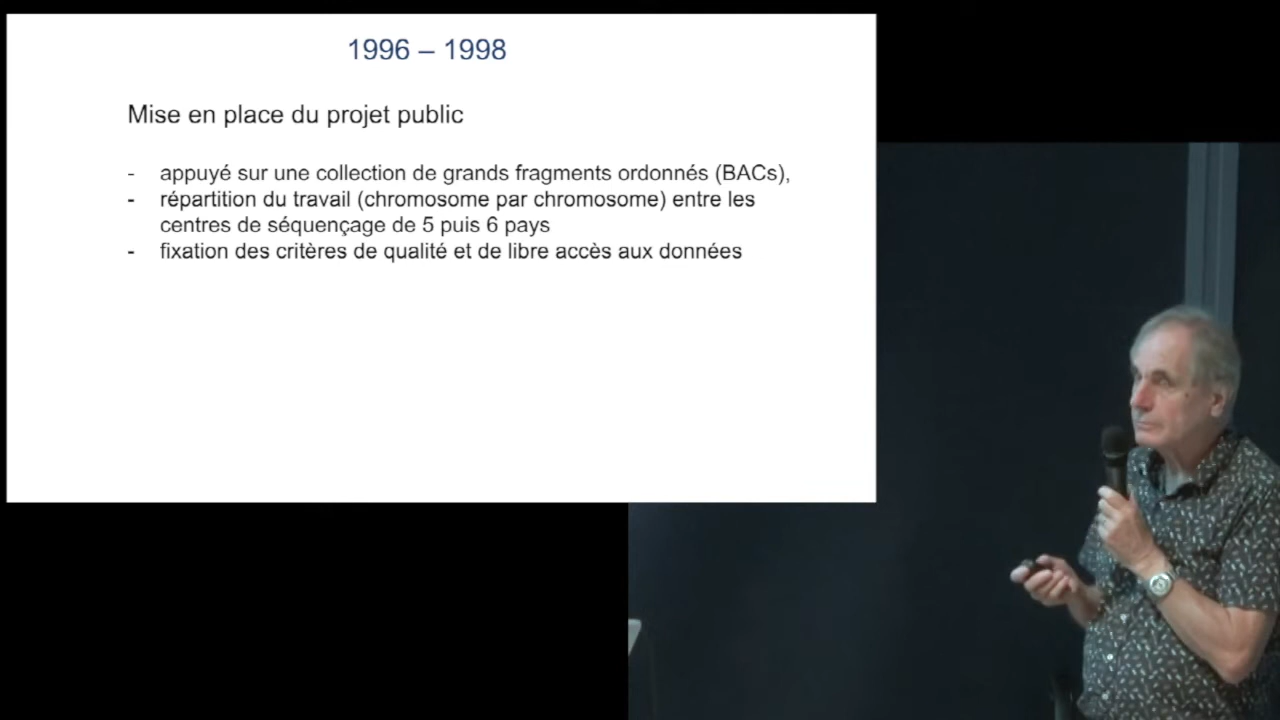 1996 – 1998
Mise en place du projet public
- appuyé sur une collection de grands fragments ordonnés (BACs),
- répartition du travail (chromosome par chromosome) entre les
centres de séquençage de 5 puis 6 pays
- fixation des critères de qualité et de libre accès aux données